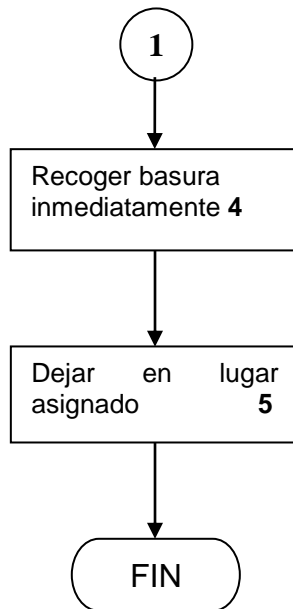 1
Recoger basura
inmediatamente 4
Dejar en lugar
asignado 5
FIN